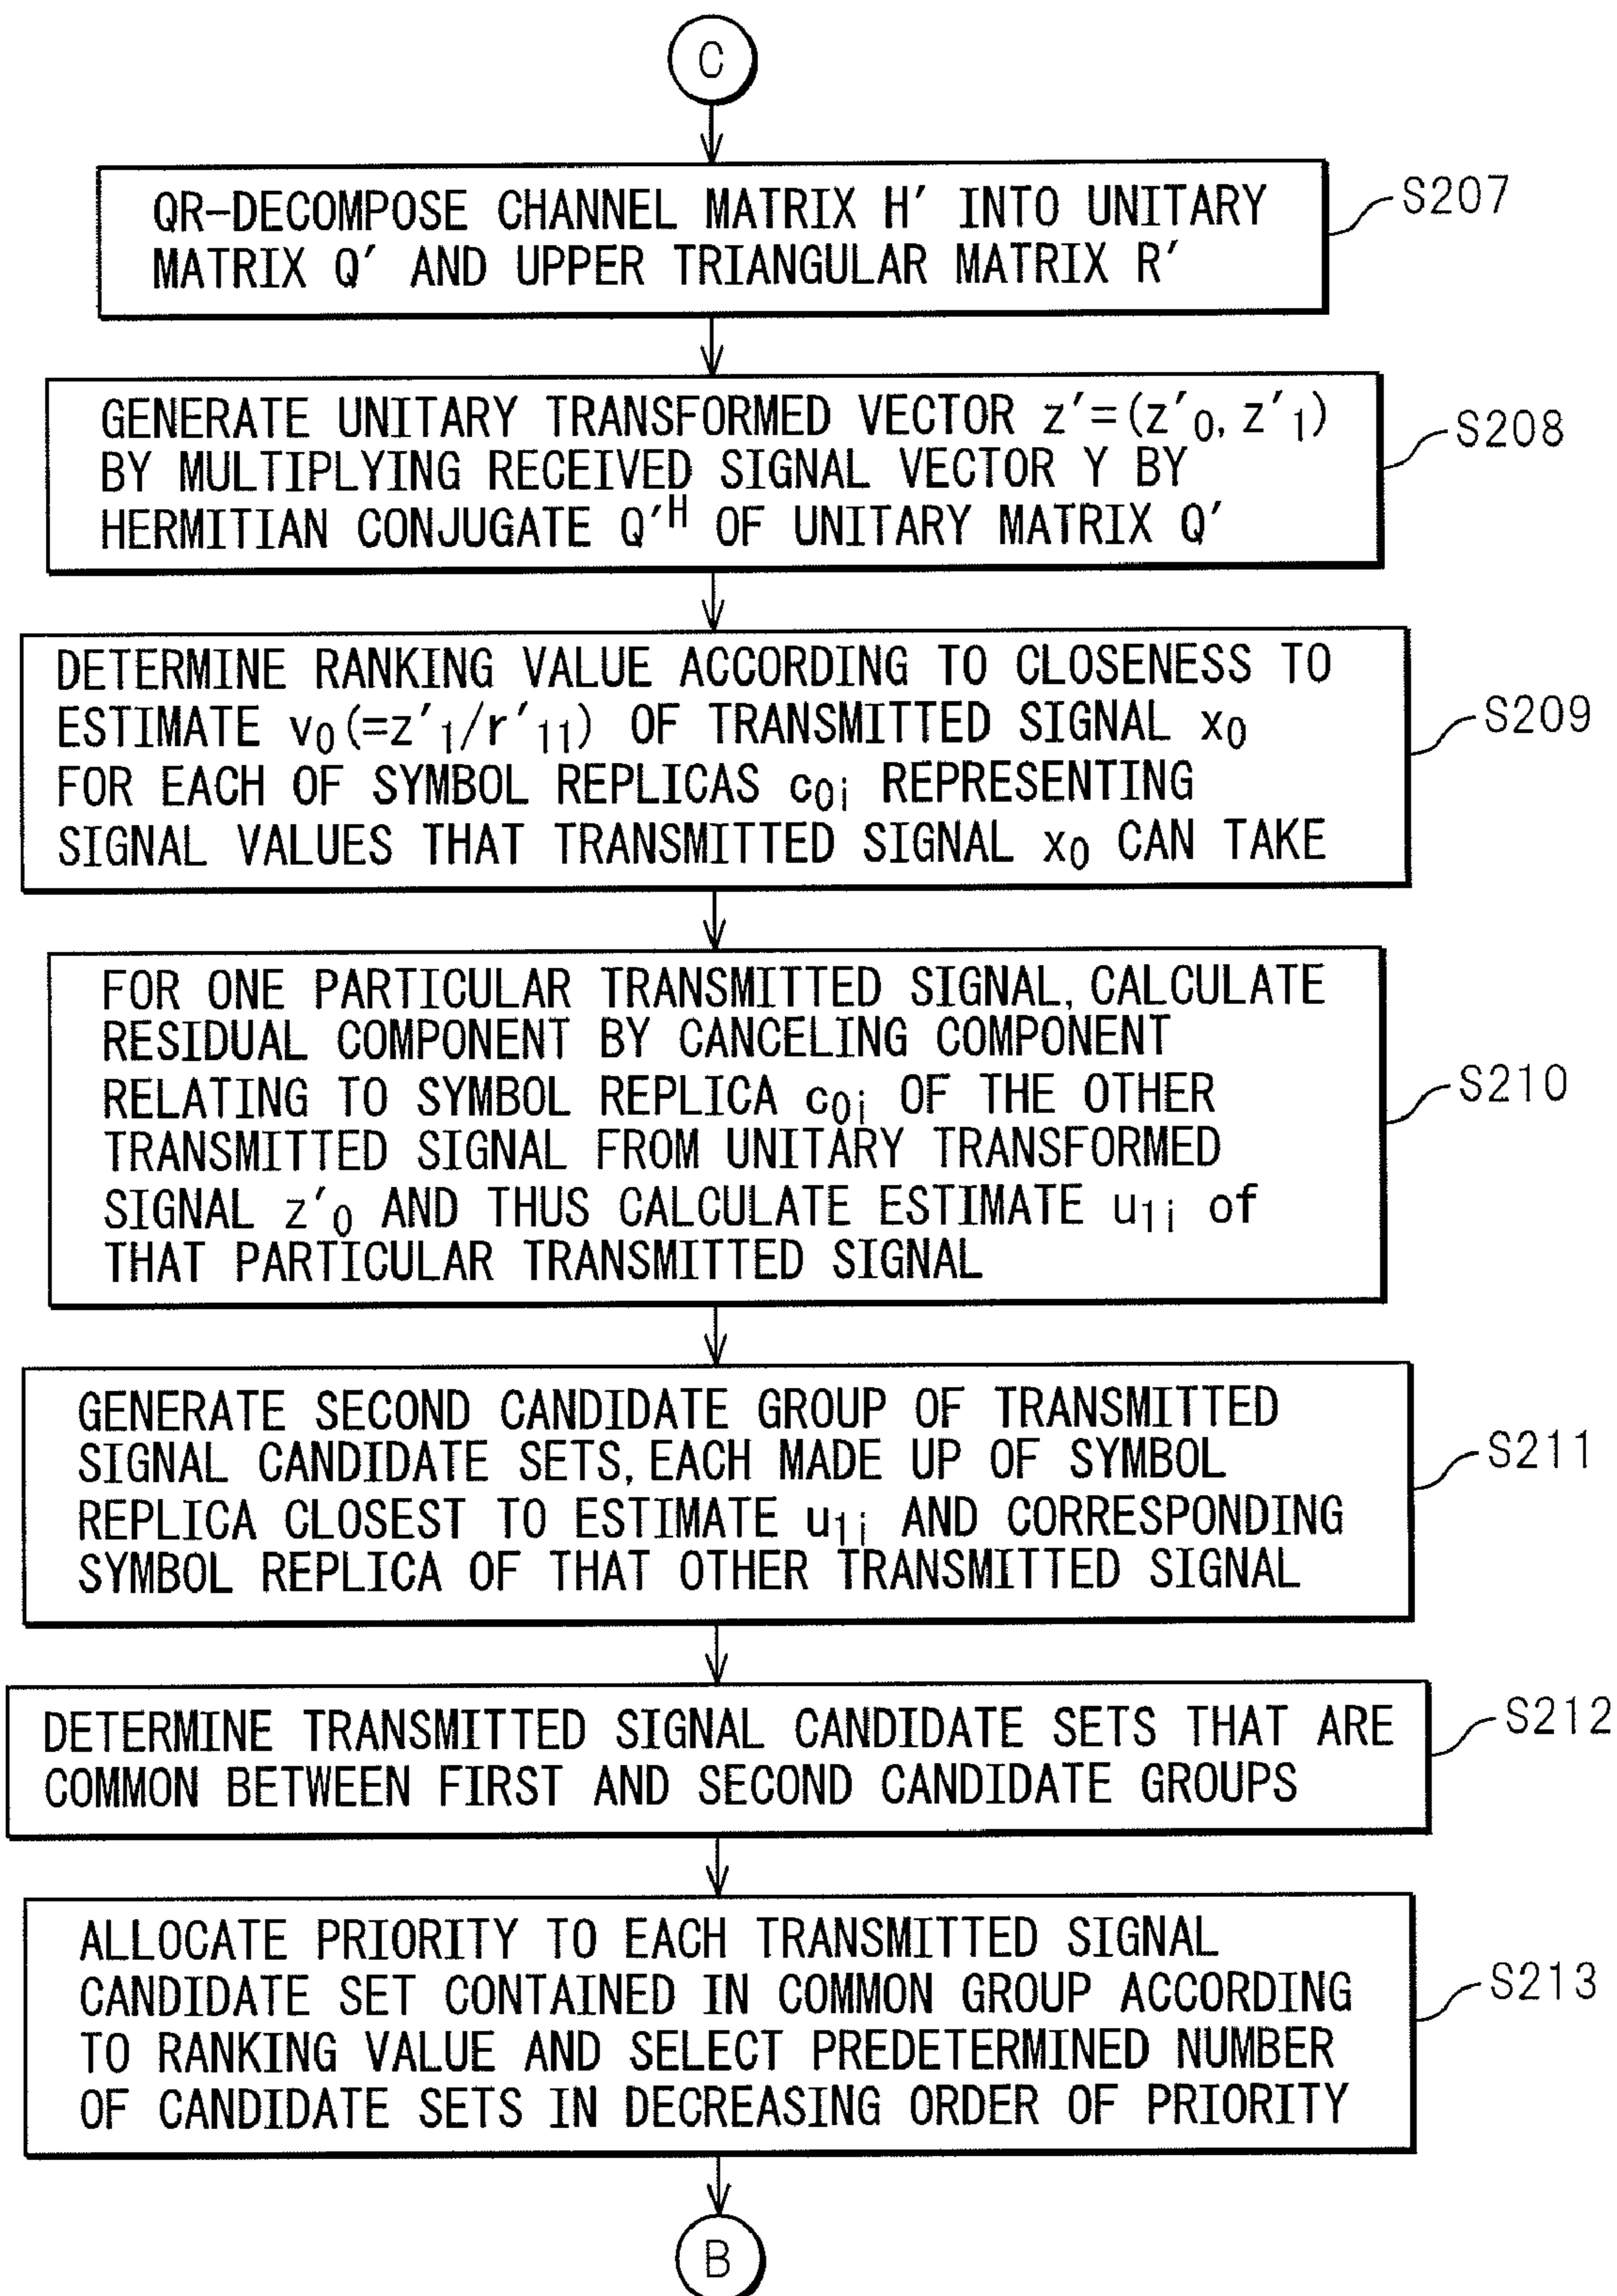 C
QR-DECOMPOSE CHANNEL MATRIX H′ INTO UNITARY
MATRIX Q′ AND UPPER TRIANGULAR MATRIX R′
S207
GENERATE UNITARY TRANSFORMED VECTOR z′=(z′0, z′1)
BY MULTIPLYING RECEIVED SIGNAL VECTOR Y BY
HERMITIAN CONJUGATE Q′H OF UNITARY MATRIX Q′
S208
DETERMINE RANKING VALUE ACCORDING TO CLOSENESS TO
ESTIMATE v0(=z′1/r′11) OF TRANSMITTED SIGNAL x0
FOR EACH OF SYMBOL REPLICAS c0i REPRESENTING
SIGNAL VALUES THAT TRANSMITTED SIGNAL x0 CAN TAKE
S209
FOR ONE PARTICULAR TRANSMITTED SIGNAL, CALCULATE
RESIDUAL COMPONENT BY CANCELING COMPONENT
RELATING TO SYMBOL REPLICA c0i OF THE OTHER
TRANSMITTED SIGNAL FROM UNITARY TRANSFORMED
SIGNAL z′0 AND THUS CALCULATE ESTIMATE u1i of
THAT PARTICULAR TRANSMITTED SIGNAL
S210
GENERATE SECOND CANDIDATE GROUP OF TRANSMITTED
SIGNAL CANDIDATE SETS, EACH MADE UP OF SYMBOL
REPLICA CLOSEST TO ESTIMATE u1i AND CORRESPONDING
SYMBOL REPLICA OF THAT OTHER TRANSMITTED SIGNAL
S211
DETERMINE TRANSMITTED SIGNAL CANDIDATE SETS THAT ARE
COMMON BETWEEN FIRST AND SECOND CANDIDATE GROUPS
S212
ALLOCATE PRIORITY TO EACH TRANSMITTED SIGNAL
CANDIDATE SET CONTAINED IN COMMON GROUP ACCORDING
TO RANKING VALUE AND SELECT PREDETERMINED NUMBER
OF CANDIDATE SETS IN DECREASING ORDER OF PRIORITY
S213
B